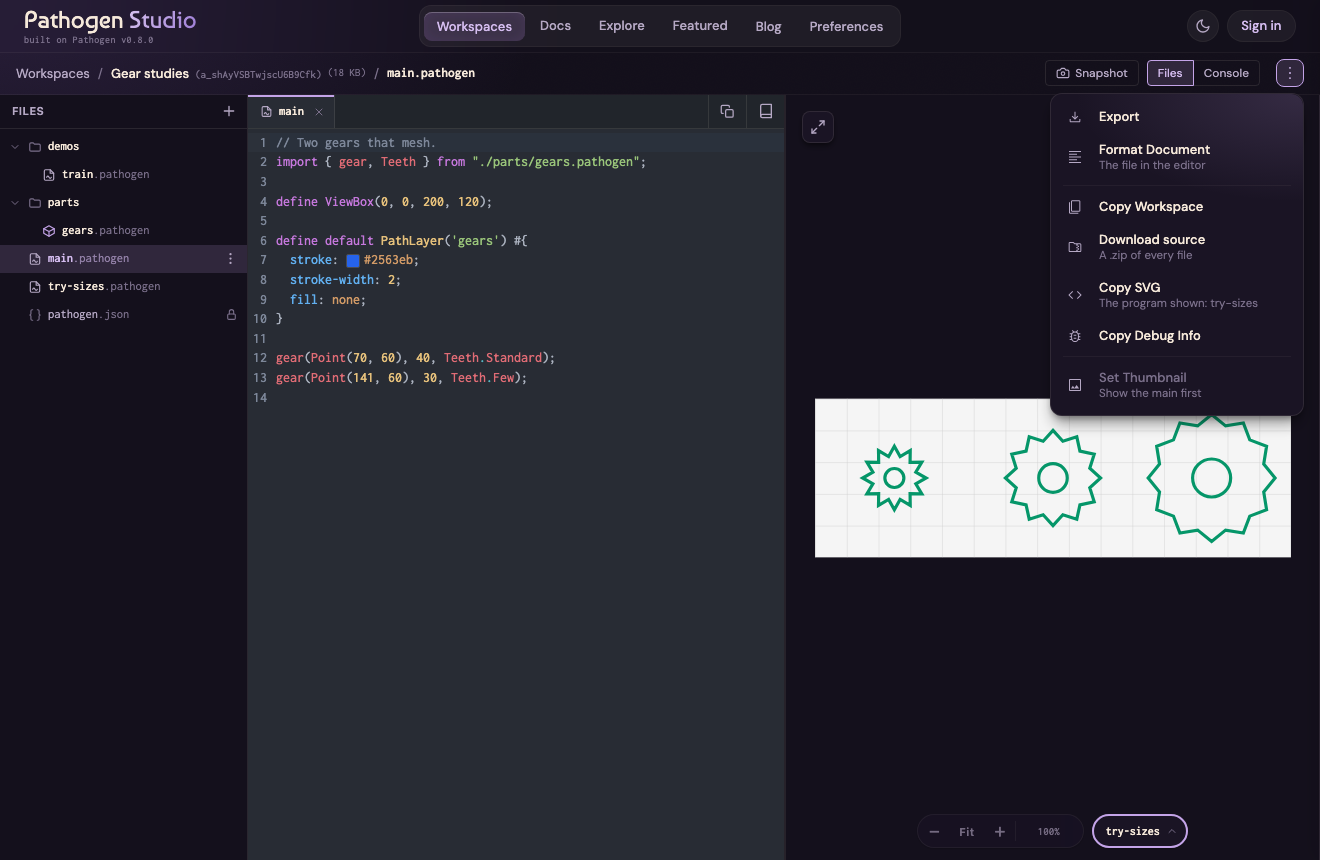 Pathogen Studio
built on Pathogen v0.8.0
Workspaces Docs Explore Featured Blog Preferences
Sign in
Workspaces / Gear studies (a_shAyVSBTwjscU6B9Cfk) (18 KB) / main.pathogen
Snapshot Files Console
FILES
demos
train.pathogen
parts
gears.pathogen
main.pathogen
try-sizes.pathogen
{ } pathogen.json
main
1 // Two gears that mesh.
2 import { gear, Teeth } from "./parts/gears.pathogen";
3
4 define ViewBox(0, 0, 200, 120);
5
6 define default PathLayer('gears') #{
7 stroke: #2563eb;
8 stroke-width: 2;
9 fill: none;
10 }
11
12 gear(Point(70, 60), 40, Teeth.Standard);
13 gear(Point(141, 60), 30, Teeth.Few);
14
Export
Format Document
The file in the editor
Copy Workspace
Download source
A .zip of every file
Copy SVG
The program shown: try-sizes
Copy Debug Info
Set Thumbnail
Show the main first
Fit 100%
try-sizes